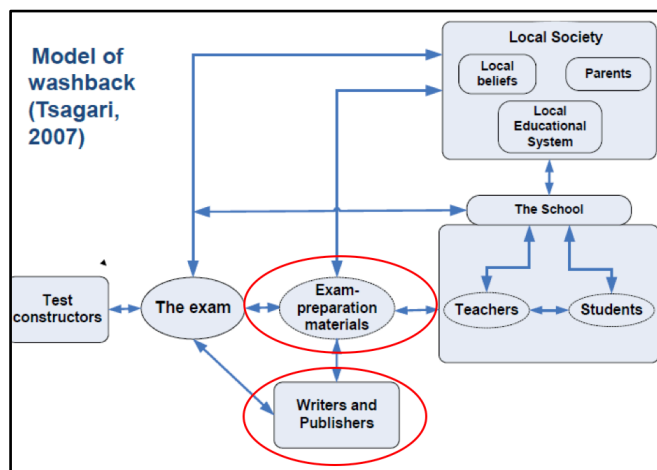 Model of
washback
(Tsagari,
2007)
Local Society
Local
beliefs
Parents
Local
Educational
System
The School
Test
constructors
The exam
Exam-
preparation
materials
Teachers
Students
Writers and
Publishers